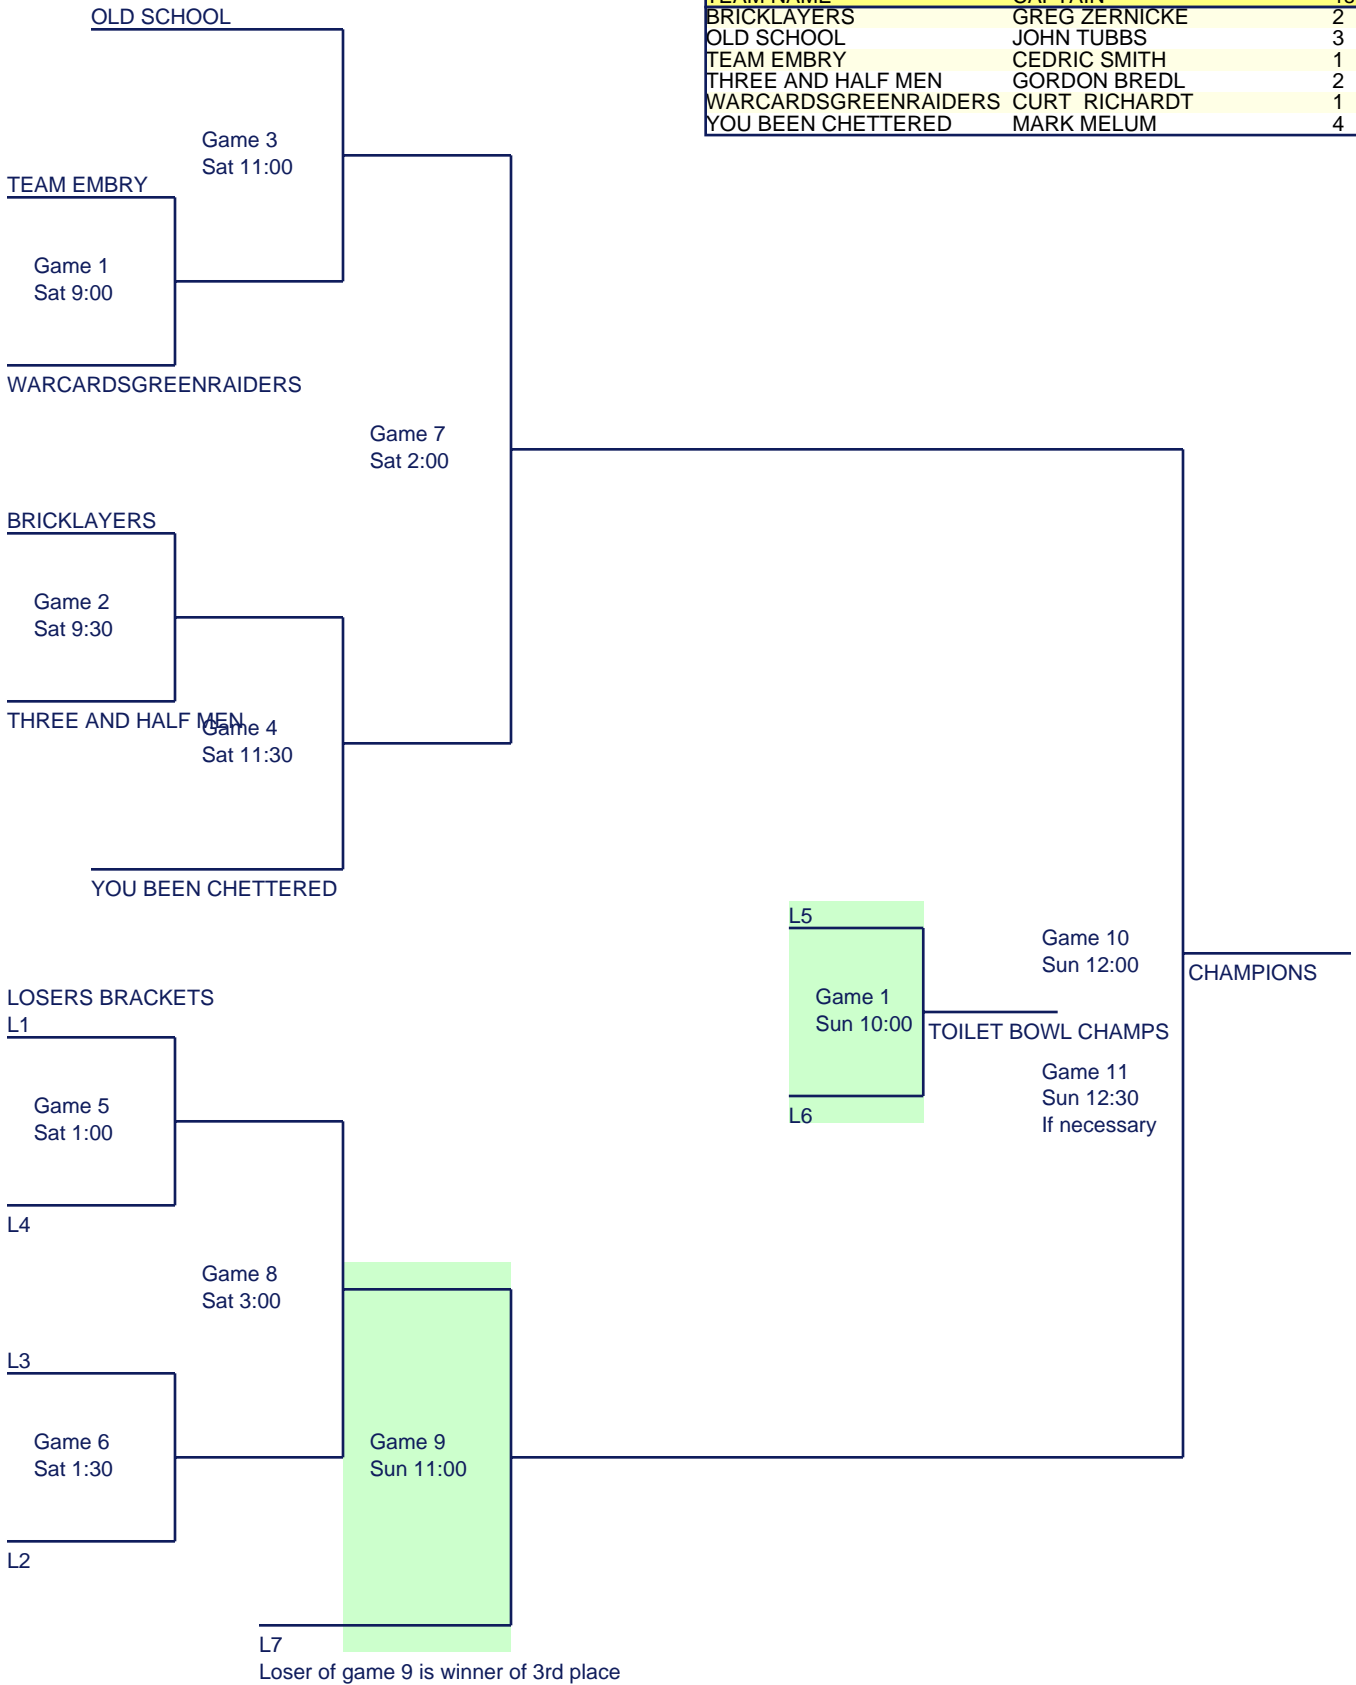 OLD SCHOOL
BRICKLAYERS GREG ZERNICKE 2
OLD SCHOOL JOHN TUBBS 3
TEAM EMBRY CEDRIC SMITH 1
THREE AND HALF MEN GORDON BREDL 2
WARCARDSGREENRAIDERS CURT RICHARDT 1
YOU BEEN CHETTERED MARK MELUM 4
Game 3
Sat 11:00
TEAM EMBRY
Game 1
Sat 9:00
WARCARDSGREENRAIDERS
Game 7
Sat 2:00
BRICKLAYERS
Game 2
Sat 9:30
THREE AND HALF MEN
Game 4
Sat 11:30
YOU BEEN CHETTERED
L5
Game 10
Sun 12:00
CHAMPIONS
LOSERS BRACKETS
L1
Game 1
Sun 10:00
TOILET BOWL CHAMPS
Game 11
Sun 12:30
If necessary
L6
Game 5
Sat 1:00
L4
Game 8
Sat 3:00
L3
Game 6
Sat 1:30
Game 9
Sun 11:00
L2
L7
Loser of game 9 is winner of 3rd place